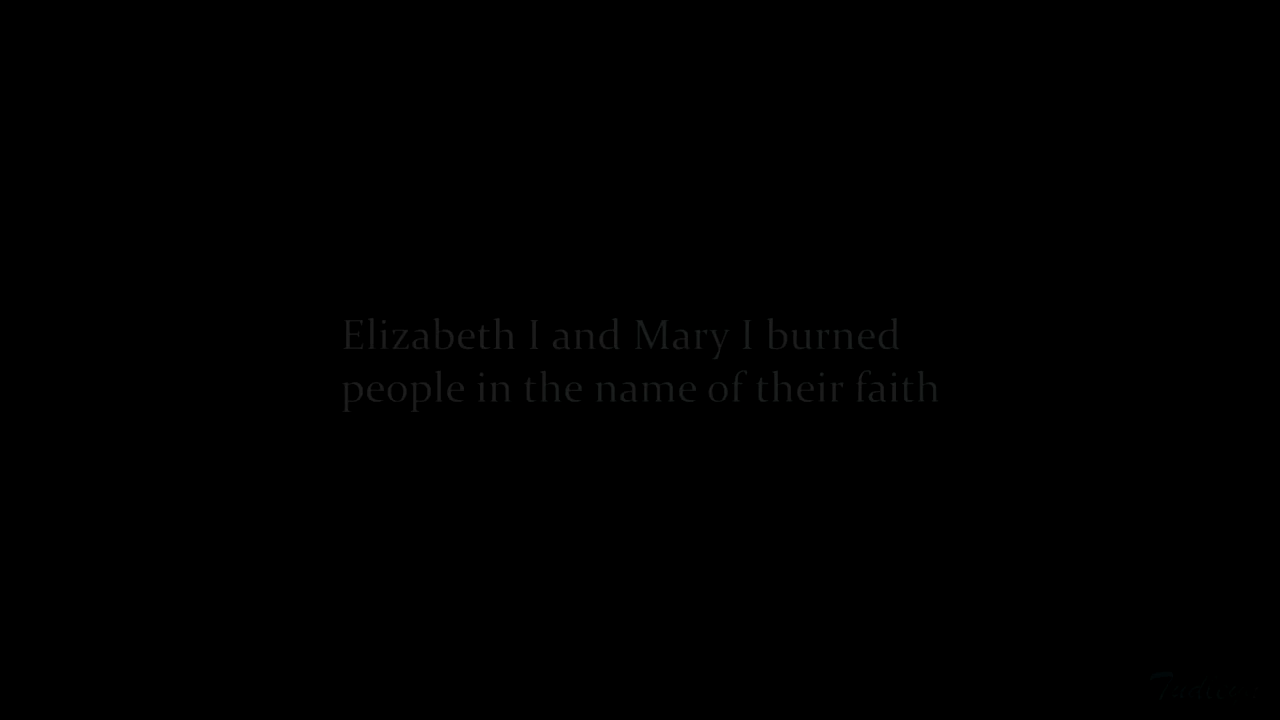 Elizabeth I and Mary I burned
people in the name of their faith